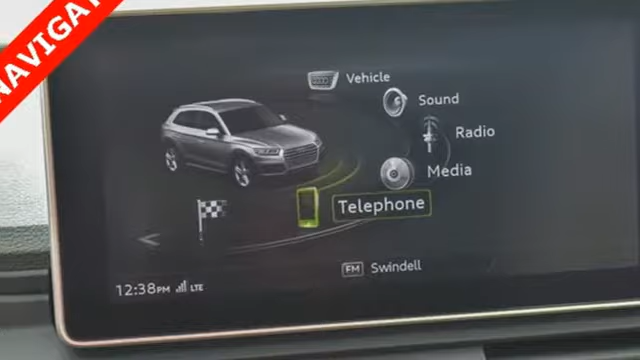 NAVIGAT
Vehicle
Sound
Radio
Media
Telephone
FM Swindell
12:38PM LTE